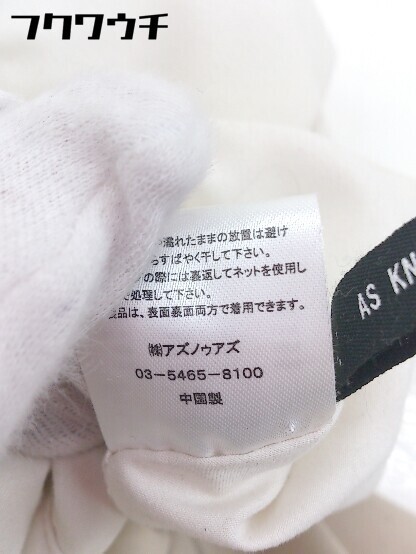 フクワウチ
濡れたままの放置は避け
らすばやく干して下さい。
の際には裏返してネットを使用し
処理して下さい。
品は、表面裏面両方で着用できます。
㈱アズノゥアズ
03-5465-8100
中国製
AS KN